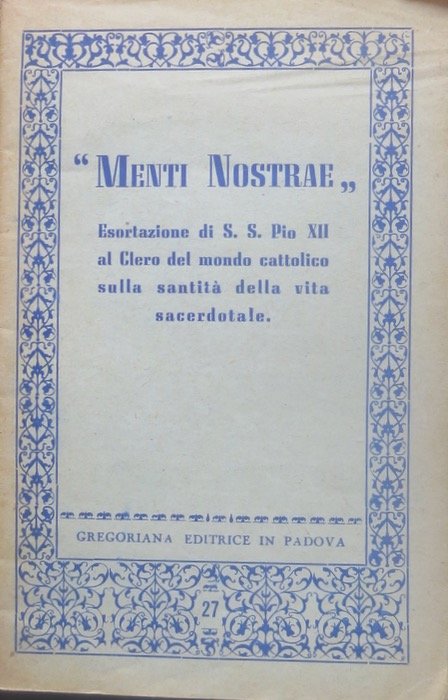 “ MENTI NOSTRAE „
Esortazione di S. S. Pio XII
al Clero del mondo cattolico
sulla santità della vita
sacerdotale.
GREGORIANA EDITRICE IN PADOVA
27